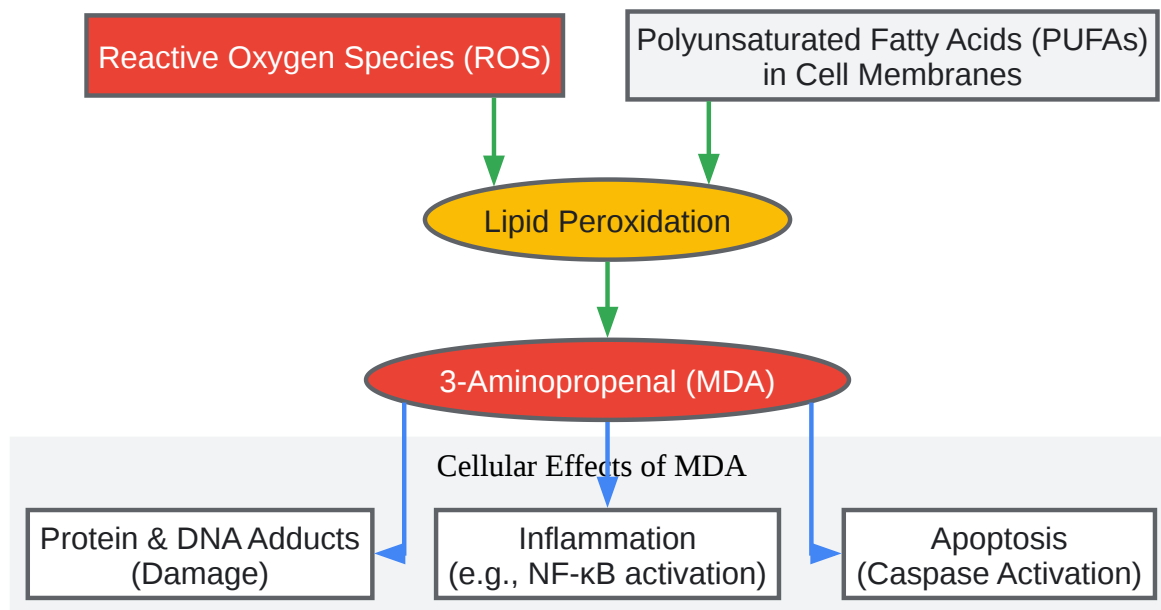 Reactive Oxygen Species (ROS)
Polyunsaturated Fatty Acids (PUFAs)
in Cell Membranes
Lipid Peroxidation
3-Aminopropenal (MDA)
Cellular Effects of MDA
Protein & DNA Adducts
(Damage)
Inflammation
(e.g., NF-κB activation)
Apoptosis
(Caspase Activation)